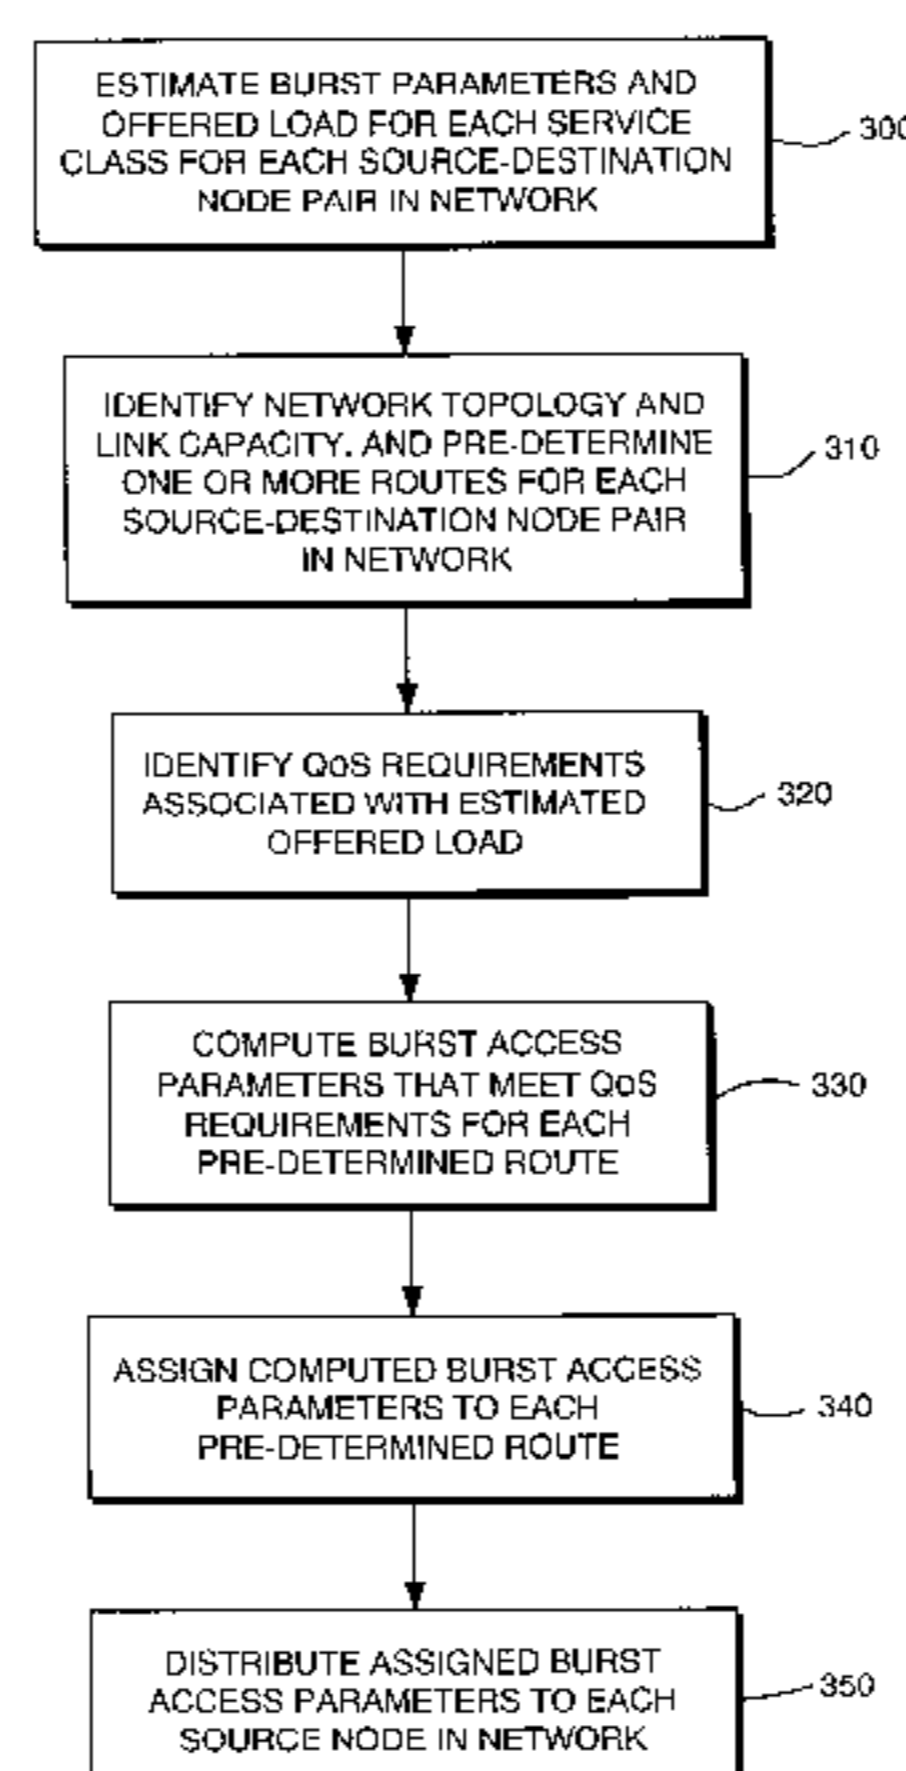 ESTIMATE BURST PARAMETERS AND
OFFERED LOAD FOR EACH SERVICE
CLASS FOR EACH SOURCE-DESTINATION
NODE PAIR IN NETWORK
300
IDENTIFY NETWORK TOPOLOGY AND
LINK CAPACITY, AND PRE-DETERMINE
ONE OR MORE ROUTES FOR EACH
SOURCE-DESTINATION NODE PAIR
IN NETWORK
310
IDENTIFY QoS REQUIREMENTS
ASSOCIATED WITH ESTIMATED
OFFERED LOAD
320
COMPUTE BURST ACCESS
PARAMETERS THAT MEET QoS
REQUIREMENTS FOR EACH
PRE-DETERMINED ROUTE
330
ASSIGN COMPUTED BURST ACCESS
PARAMETERS TO EACH
PRE-DETERMINED ROUTE
340
DISTRIBUTE ASSIGNED BURST
ACCESS PARAMETERS TO EACH
SOURCE NODE IN NETWORK
350